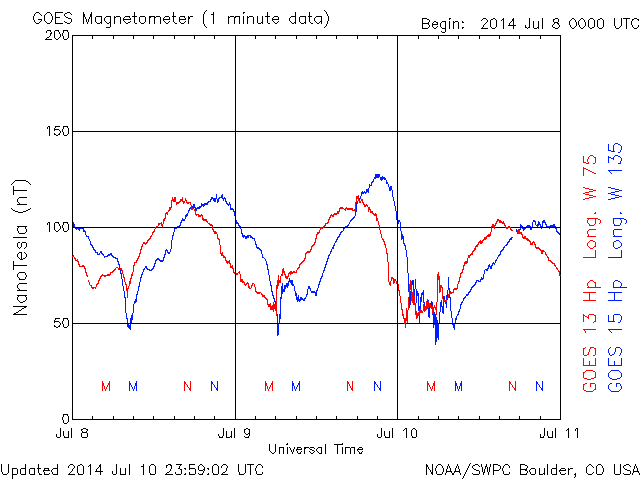 GOES Magnetometer (1 minute data)
Begin: 2014 Jul 8 0000 UTC
200
150
100
50
0
NanoTesla (nT)
M M N N M M N N M M N N
Jul 8 Jul 9 Jul 10 Jul 11
Universal Time
GOES 13 Hp Long. W 75
GOES 15 Hp Long. W 135
Updated 2014 Jul 10 23:59:02 UTC
NOAA/SWPC Boulder, CO USA